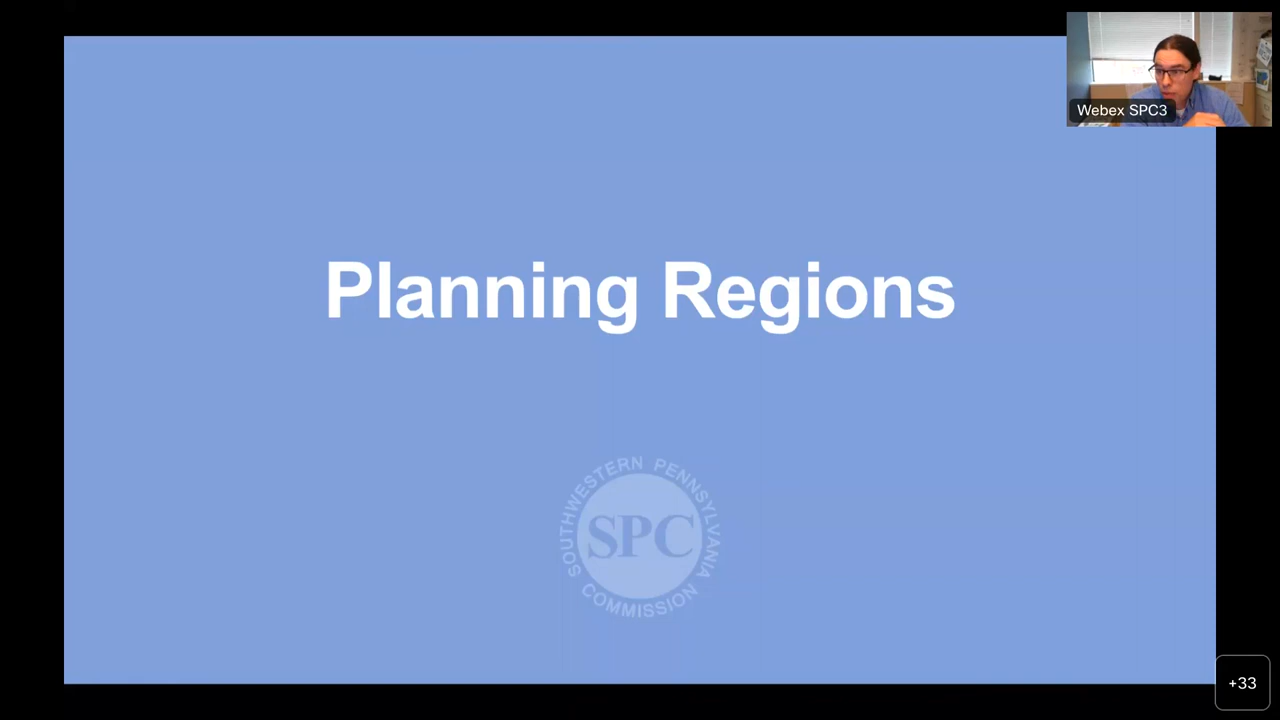 Webex SPC3
Planning Regions
SOUTHWESTERN PENNSYLVANIA
SPC
COMMISSION
+33